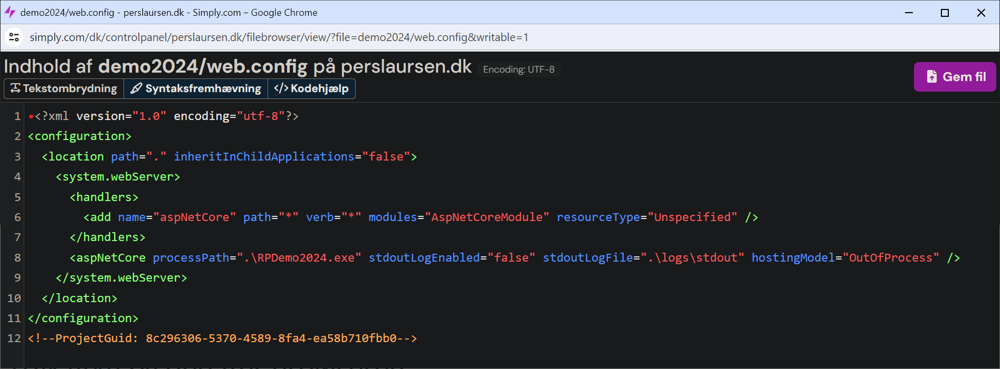 demo2024/web.config - perslaursen.dk - Simply.com – Google Chrome
simply.com/dk/controlpanel/perslaursen.dk/filebrowser/view/?file=demo2024/web.config&writable=1
Indhold af demo2024/web.config på perslaursen.dk Encoding: UTF-8
Gem fil
Tekstombrydning Syntaksfremhævning </> Kodehjælp
1 •<?xml version="1.0" encoding="utf-8"?>
2 <configuration>
3   <location path="." inheritInChildApplications="false">
4     <system.webServer>
5       <handlers>
6         <add name="aspNetCore" path="*" verb="*" modules="AspNetCoreModule" resourceType="Unspecified" />
7       </handlers>
8       <aspNetCore processPath=".\RPDemo2024.exe" stdoutLogEnabled="false" stdoutLogFile=".\logs\stdout" hostingModel="OutOfProcess" />
9     </system.webServer>
10   </location>
11 </configuration>
12 <!--ProjectGuid: 8c296306-5370-4589-8fa4-ea58b710fbb0-->